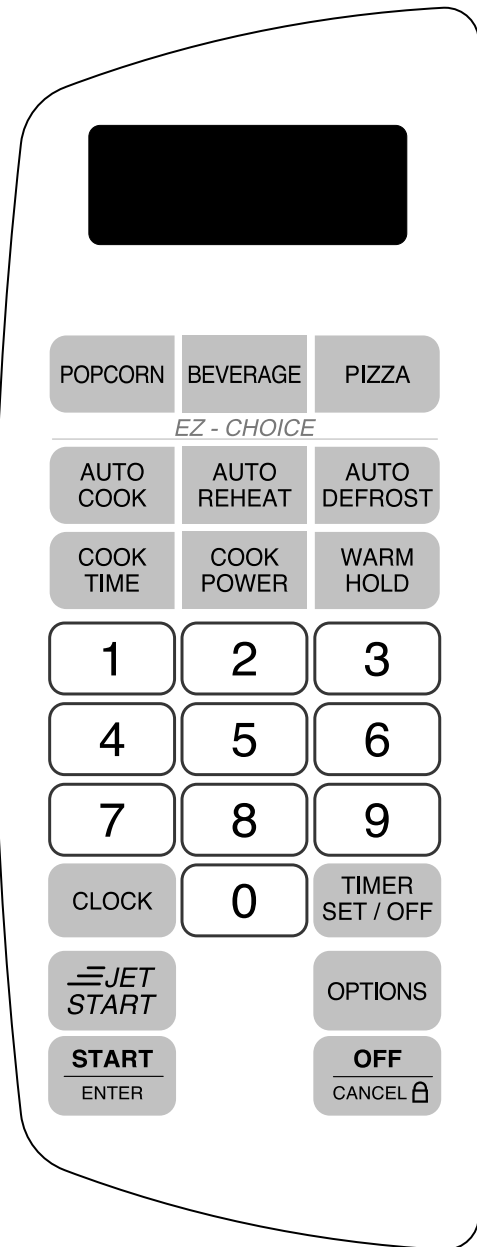 POPCORN BEVERAGE PIZZA
EZ - CHOICE
AUTO AUTO AUTO
COOK REHEAT DEFROST
COOK COOK WARM
TIME POWER HOLD
1 2 3
4 5 6
7 8 9
CLOCK 0 TIMER
SET / OFF
JET
START OPTIONS
START OFF
ENTER CANCEL